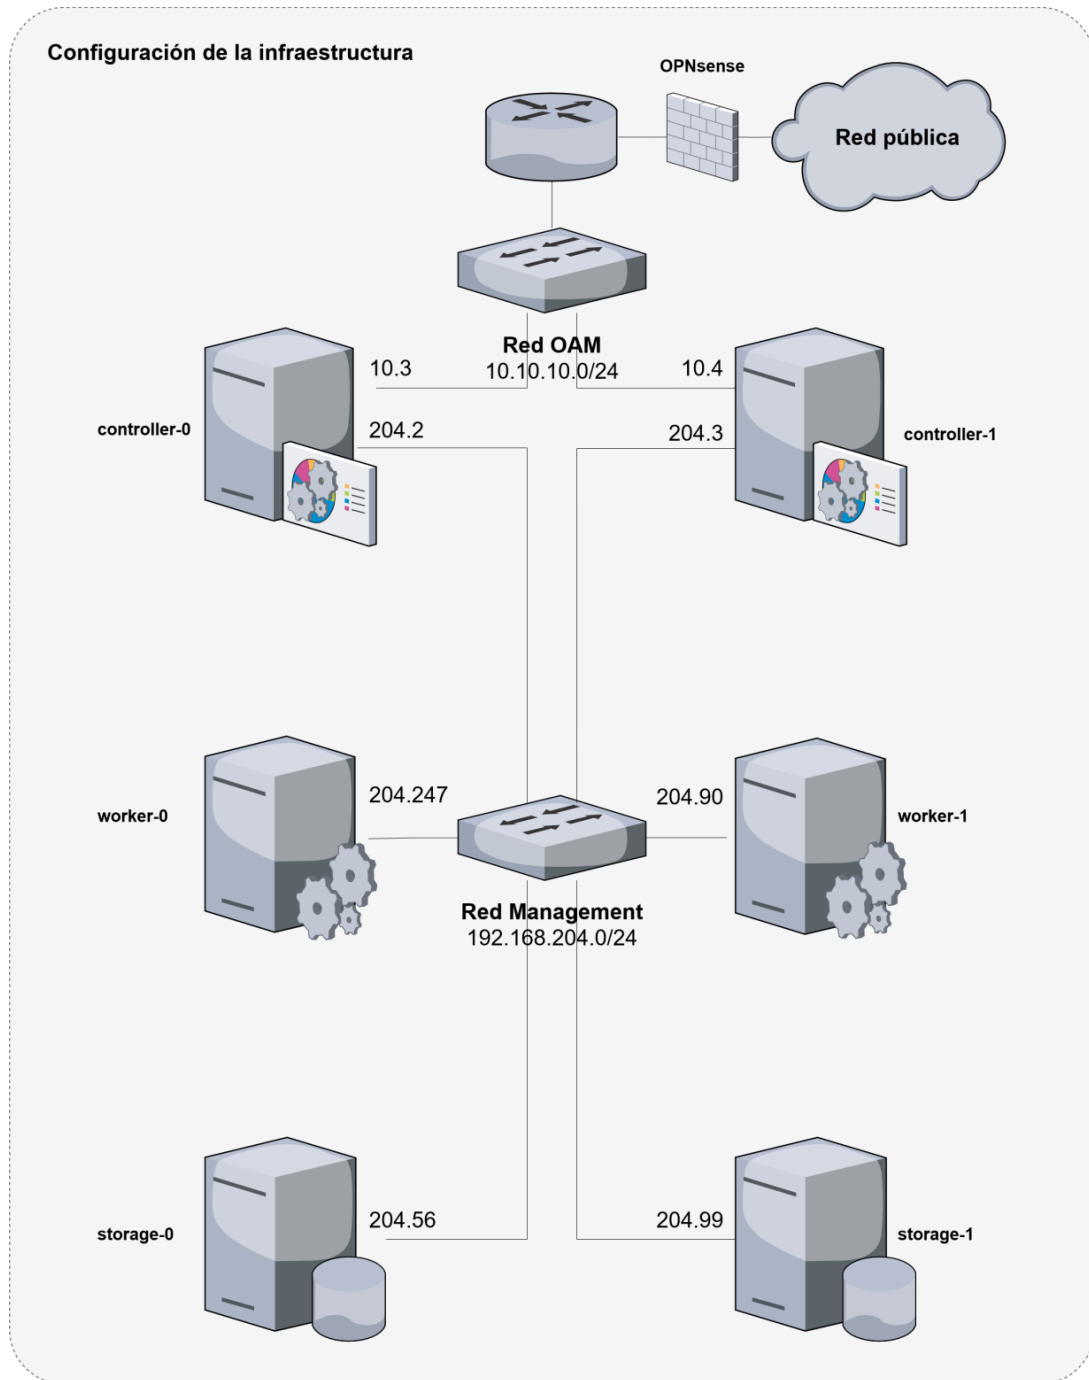 Configuración de la infraestructura
OPNsense
Red pública
Red OAM
10.10.10.0/24
10.3
10.4
controller-0
204.2
204.3
controller-1
worker-0
204.247
204.90
worker-1
Red Management
192.168.204.0/24
storage-0
204.56
204.99
storage-1